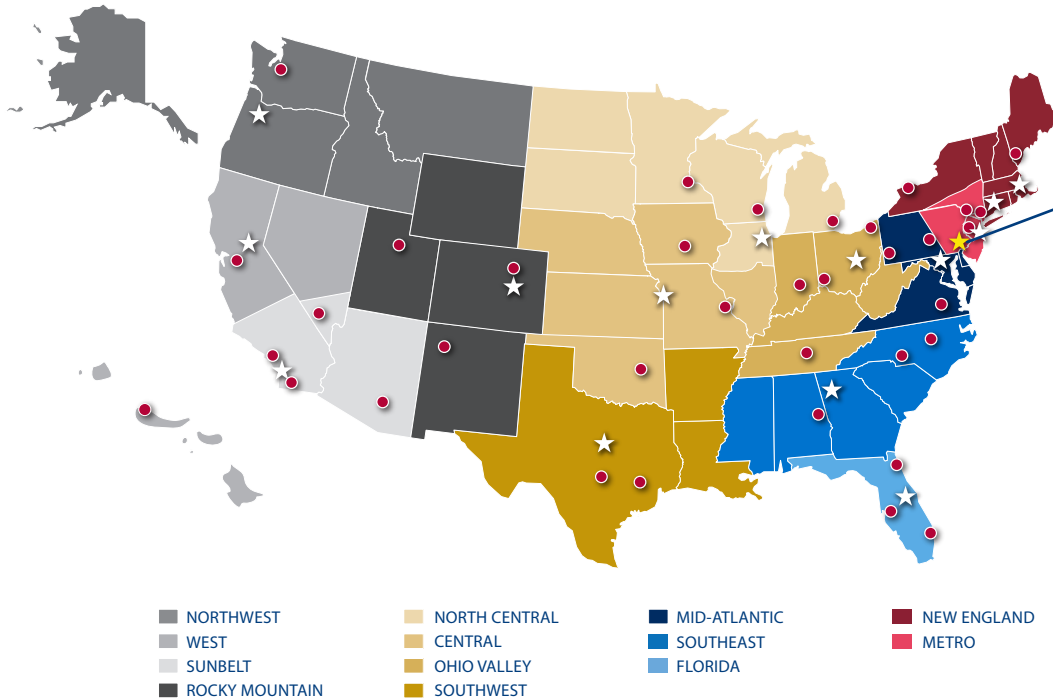 NORTHWEST
WEST
SUNBELT
ROCKY MOUNTAIN
NORTH CENTRAL
CENTRAL
OHIO VALLEY
SOUTHWEST
MID-ATLANTIC
SOUTHEAST
FLORIDA
NEW ENGLAND
METRO